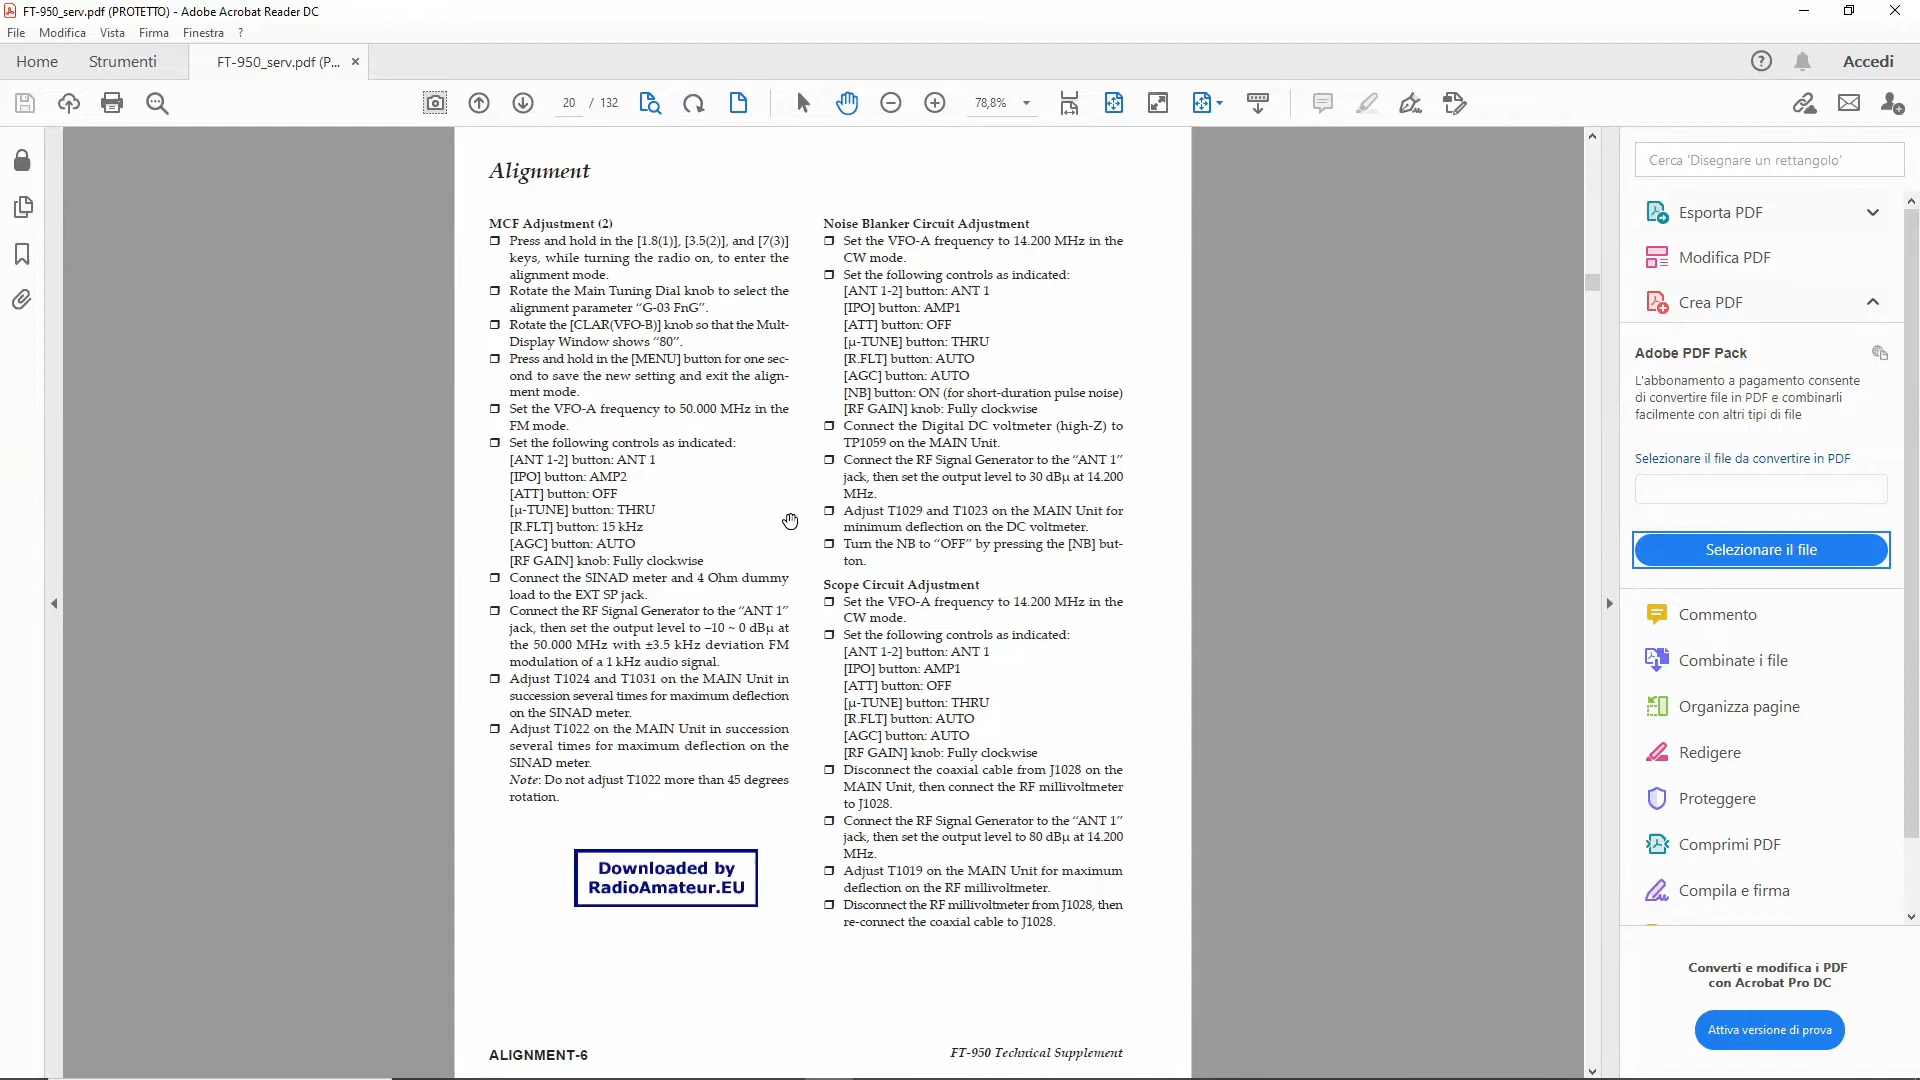 FT-950_serv.pdf (PROTETTO) - Adobe Acrobat Reader DC
File Modifica Vista Firma Finestra ?
Home Strumenti FT-950_serv.pdf (P... Accedi
20 / 132 78,8%
Alignment
MCF Adjustment (2)
Press and hold in the [1.8(1)], [3.5(2)], and [7(3)]
keys, while turning the radio on, to enter the
alignment mode.
Rotate the Main Tuning Dial knob to select the
alignment parameter “G-03 FnG”.
Rotate the [CLAR(VFO-B)] knob so that the Mult-
Display Window shows “80”.
Press and hold in the [MENU] button for one sec-
ond to save the new setting and exit the align-
ment mode.
Set the VFO-A frequency to 50.000 MHz in the
FM mode.
Set the following controls as indicated:
[ANT 1-2] button: ANT 1
[IPO] button: AMP2
[ATT] button: OFF
[µ-TUNE] button: THRU
[R.FLT] button: 15 kHz
[AGC] button: AUTO
[RF GAIN] knob: Fully clockwise
Connect the SINAD meter and 4 Ohm dummy
load to the EXT SP jack.
Connect the RF Signal Generator to the “ANT 1”
jack, then set the output level to –10 ~ 0 dBµ at
the 50.000 MHz with ±3.5 kHz deviation FM
modulation of a 1 kHz audio signal.
Adjust T1024 and T1031 on the MAIN Unit in
succession several times for maximum deflection
on the SINAD meter.
Adjust T1022 on the MAIN Unit in succession
several times for maximum deflection on the
SINAD meter.
Note: Do not adjust T1022 more than 45 degrees
rotation.
Downloaded by
RadioAmateur.EU
Noise Blanker Circuit Adjustment
Set the VFO-A frequency to 14.200 MHz in the
CW mode.
Set the following controls as indicated:
[ANT 1-2] button: ANT 1
[IPO] button: AMP1
[ATT] button: OFF
[µ-TUNE] button: THRU
[R.FLT] button: AUTO
[AGC] button: AUTO
[NB] button: ON (for short-duration pulse noise)
[RF GAIN] knob: Fully clockwise
Connect the Digital DC voltmeter (high-Z) to
TP1059 on the MAIN Unit.
Connect the RF Signal Generator to the “ANT 1”
jack, then set the output level to 30 dBµ at 14.200
MHz.
Adjust T1029 and T1023 on the MAIN Unit for
minimum deflection on the DC voltmeter.
Turn the NB to “OFF” by pressing the [NB] but-
ton.
Scope Circuit Adjustment
Set the VFO-A frequency to 14.200 MHz in the
CW mode.
Set the following controls as indicated:
[ANT 1-2] button: ANT 1
[IPO] button: AMP1
[ATT] button: OFF
[µ-TUNE] button: THRU
[R.FLT] button: AUTO
[AGC] button: AUTO
[RF GAIN] knob: Fully clockwise
Disconnect the coaxial cable from J1028 on the
MAIN Unit, then connect the RF millivoltmeter
to J1028.
Connect the RF Signal Generator to the “ANT 1”
jack, then set the output level to 80 dBµ at 14.200
MHz.
Adjust T1019 on the MAIN Unit for maximum
deflection on the RF millivoltmeter.
Disconnect the RF millivoltmeter from J1028, then
re-connect the coaxial cable to J1028.
ALIGNMENT-6
FT-950 Technical Supplement
Cerca 'Disegnare un rettangolo'
Esporta PDF
Modifica PDF
Crea PDF
Adobe PDF Pack
L'abbonamento a pagamento consente
di convertire file in PDF e combinarli
facilmente con altri tipi di file
Selezionare il file da convertire in PDF
Selezionare il file
Commento
Combinate i file
Organizza pagine
Redigere
Proteggere
Comprimi PDF
Compila e firma
Converti e modifica i PDF
con Acrobat Pro DC
Attiva versione di prova